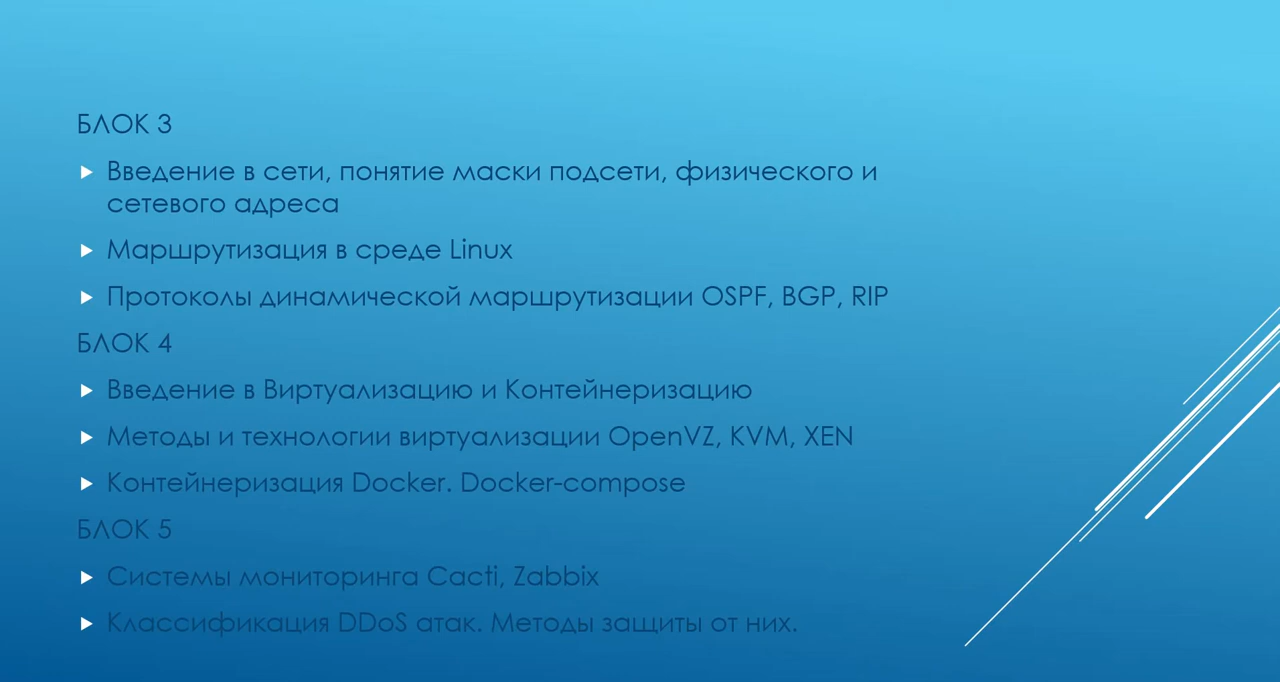 БЛОК 3
Введение в сети, понятие маски подсети, физического и
сетевого адреса
Маршрутизация в среде Linux
Протоколы динамической маршрутизации OSPF, BGP, RIP
БЛОК 4
Введение в Виртуализацию и Контейнеризацию
Методы и технологии виртуализации OpenVZ, KVM, XEN
Контейнеризация Docker. Docker-compose
БЛОК 5
Системы мониторинга Cacti, Zabbix
Классификация DDoS атак. Методы защиты от них.